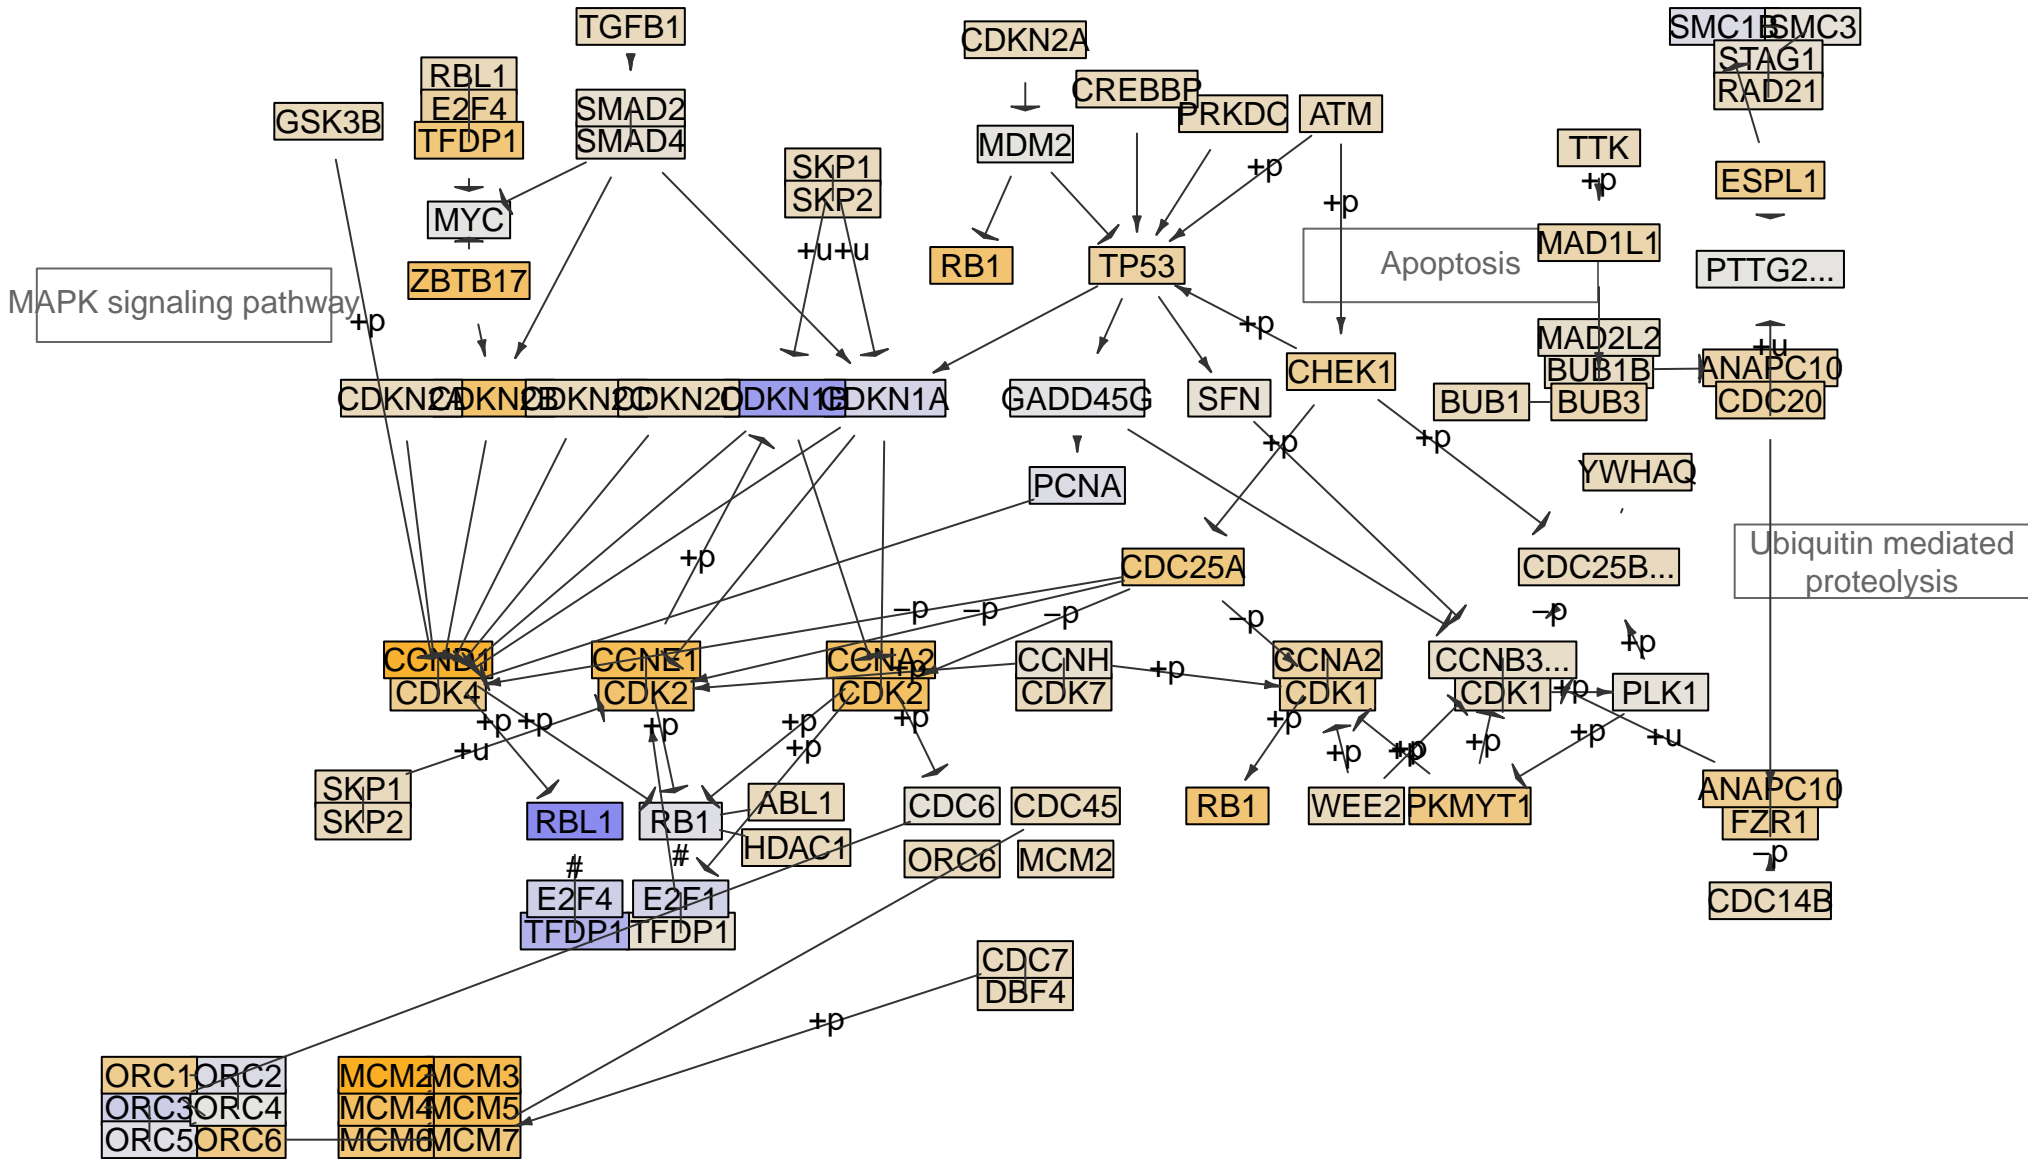 TGFB1
CDKN2A
SMC1B
SMC3
STAG1
RAD21
RBL1
E2F4
TFDP1
GSK3B
SMAD2
SMAD4
CREBBP
PRKDC
ATM
MDM2
TTK
+p
SKP1
SKP2
+p
+p
ESPL1
MYC
+u
+u
ZBTB17
RB1
TP53
Apoptosis
MAD1L1
PTTG2...
MAPK signaling pathway
+p
+p
MAD2L2
BUB1B
BUB3
BUB1
+u
ANAPC10
CDC20
CHEK1
CDKN2A
CDKN2B
CDKN2C
CDKN2D
CDKN1B
CDKN1A
GADD45G
SFN
+p
+p
PCNA
YWHAQ
Ubiquitin mediated
proteolysis
+p
CDC25A
CDC25B...
–p
–p
–p
–p
–p
+p
CCND1
CDK4
CCNE1
CDK2
CCNA2
CDK2
+p
CCNH
CDK7
+p
CCNA2
CDK1
CCNB3...
CDK1
+p
PLK1
+p
+p
+u
+p
+p
+p
+p
+p
+p
+p
+p
+p
+p
+u
SKP1
SKP2
RBL1
RB1
ABL1
HDAC1
CDC6
CDC45
ORC6
MCM2
RB1
WEE2
PKMYT1
ANAPC10
FZR1
–p
CDC14B
#
#
E2F4
TFDP1
E2F1
TFDP1
CDC7
DBF4
+p
ORC1
ORC2
ORC3
ORC4
ORC5
ORC6
MCM2
MCM3
MCM4
MCM5
MCM6
MCM7